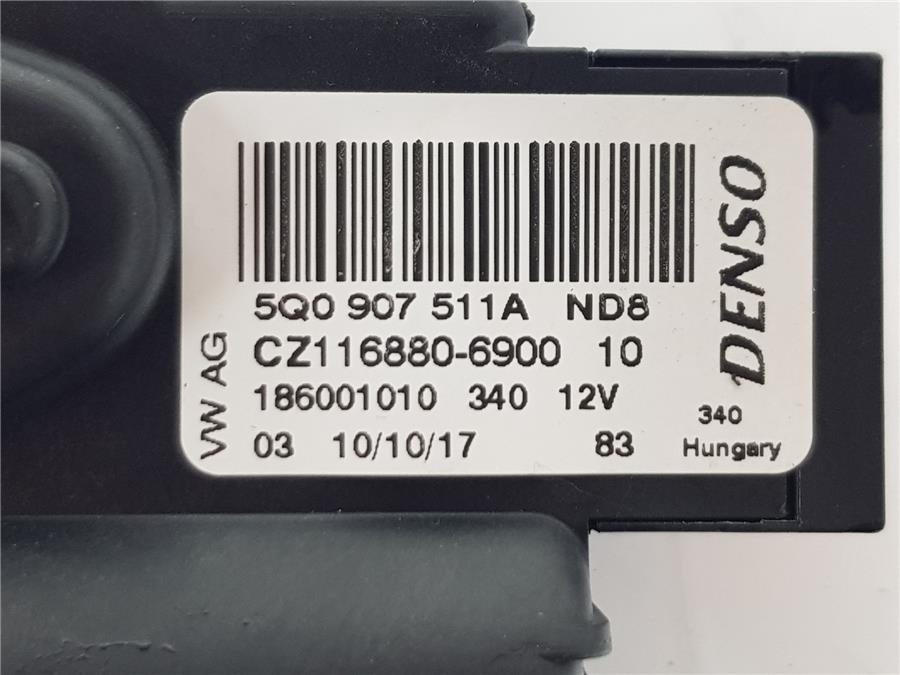 5Q0 907 511A ND8
CZ116880-6900 10
186001010 340 12V
03 10/10/17 83
VW AG
DENSO
340
Hungary